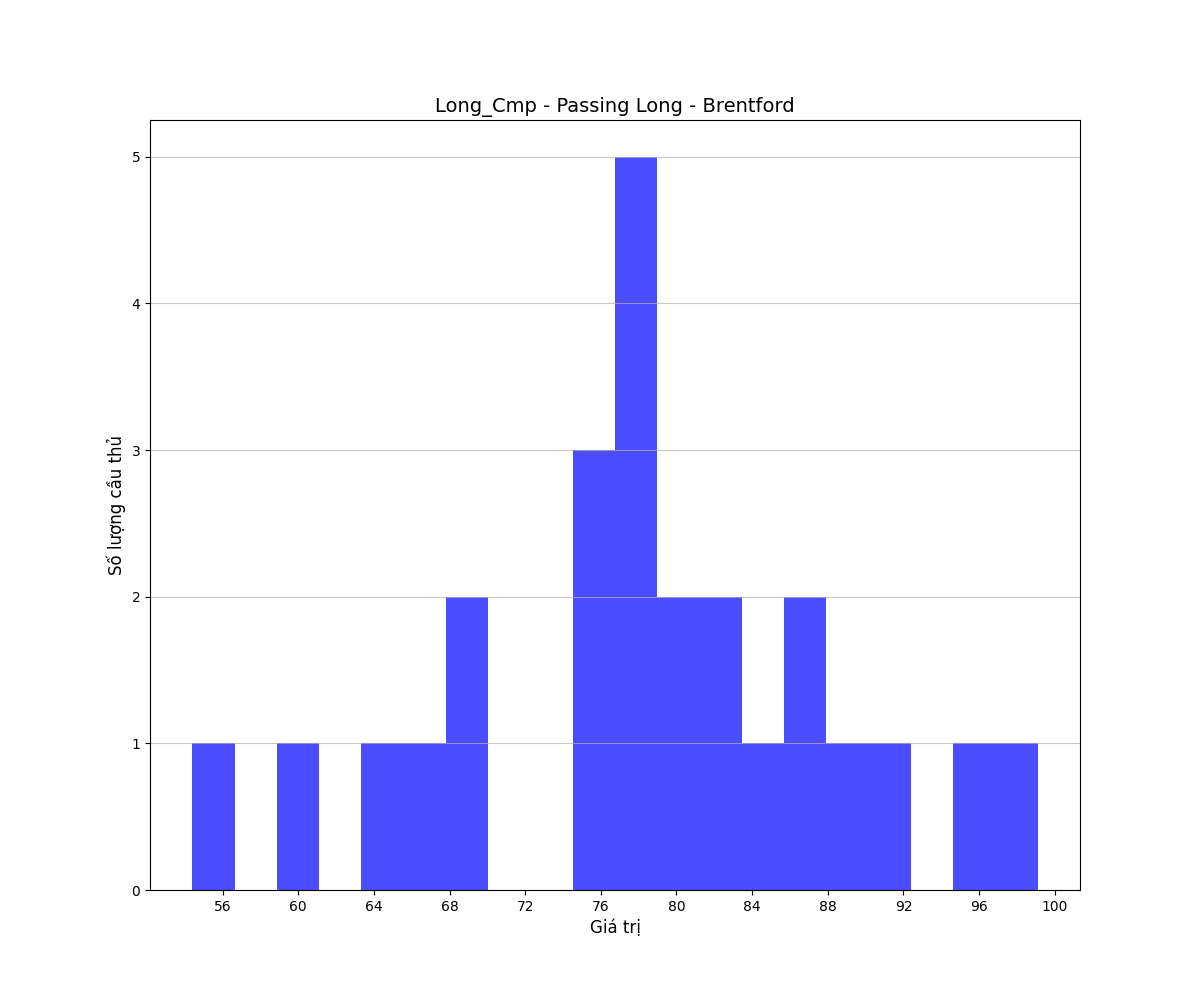 Long_Cmp - Passing Long - Brentford
Số lượng cầu thủ
5
4
3
2
1
0
56 60 64 68 72 76 80 84 88 92 96 100
Giá trị